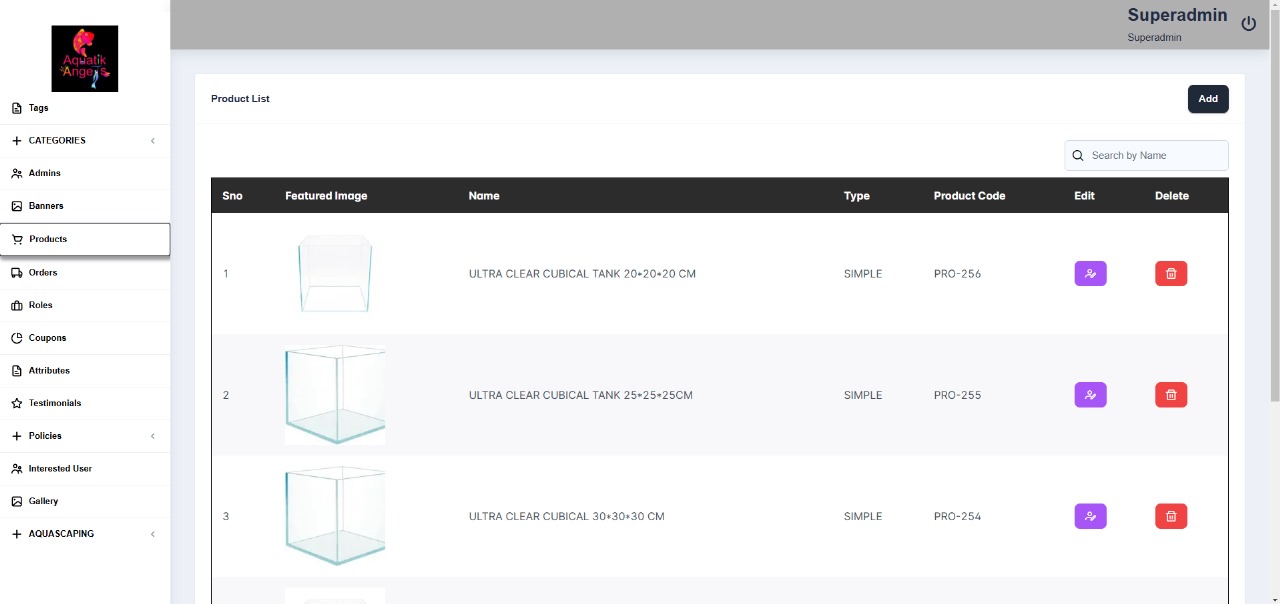 Superadmin
Superadmin
Aquatik
Angels
Tags
CATEGORIES
Admins
Banners
Products
Orders
Roles
Coupons
Attributes
Testimonials
Policies
Interested User
Gallery
AQUASCAPING
Product List
Add
Search by Name
Sno Featured Image Name Type Product Code Edit Delete
1 ULTRA CLEAR CUBICAL TANK 20*20*20 CM SIMPLE PRO-256
2 ULTRA CLEAR CUBICAL TANK 25*25*25CM SIMPLE PRO-255
3 ULTRA CLEAR CUBICAL 30*30*30 CM SIMPLE PRO-254